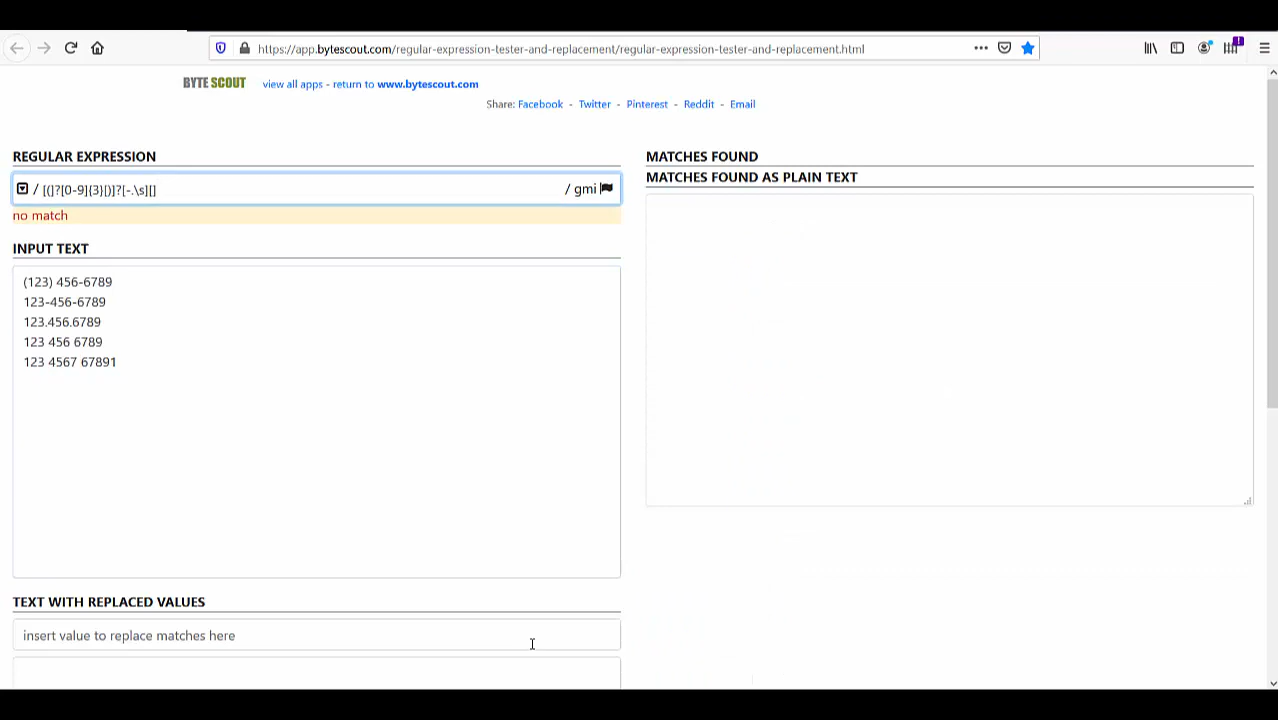 https://app.bytescout.com/regular-expression-tester-and-replacement/regular-expression-tester-and-replacement.html
BYTE SCOUT view all apps - return to www.bytescout.com
Share: Facebook - Twitter - Pinterest - Reddit - Email
REGULAR EXPRESSION
/ [(]?[0-9]{3}[)]?[-.\s][] / gmi
no match
INPUT TEXT
(123) 456-6789
123-456-6789
123.456.6789
123 456 6789
123 4567 67891
TEXT WITH REPLACED VALUES
insert value to replace matches here
MATCHES FOUND
MATCHES FOUND AS PLAIN TEXT